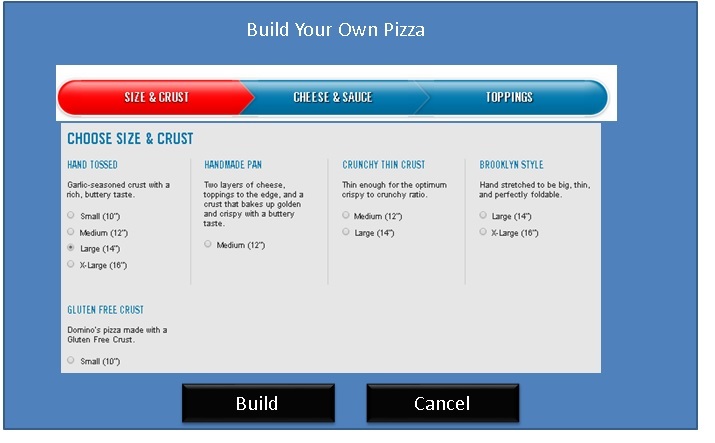 Build Your Own Pizza
SIZE & CRUST
CHEESE & SAUCE
TOPPINGS
CHOOSE SIZE & CRUST
HAND TOSSED
Garlic-seasoned crust with a
rich, buttery taste.
Small (10")
Medium (12")
Large (14")
X-Large (16")
HANDMADE PAN
Two layers of cheese,
toppings to the edge, and a
crust that bakes up golden
and crispy with a buttery
taste.
Medium (12")
CRUNCHY THIN CRUST
Thin enough for the optimum
crispy to crunchy ratio.
Medium (12")
Large (14")
BROOKLYN STYLE
Hand stretched to be big, thin,
and perfectly foldable.
Large (14")
X-Large (16")
GLUTEN FREE CRUST
Domino's pizza made with a
Gluten Free Crust.
Small (10")
Build
Cancel